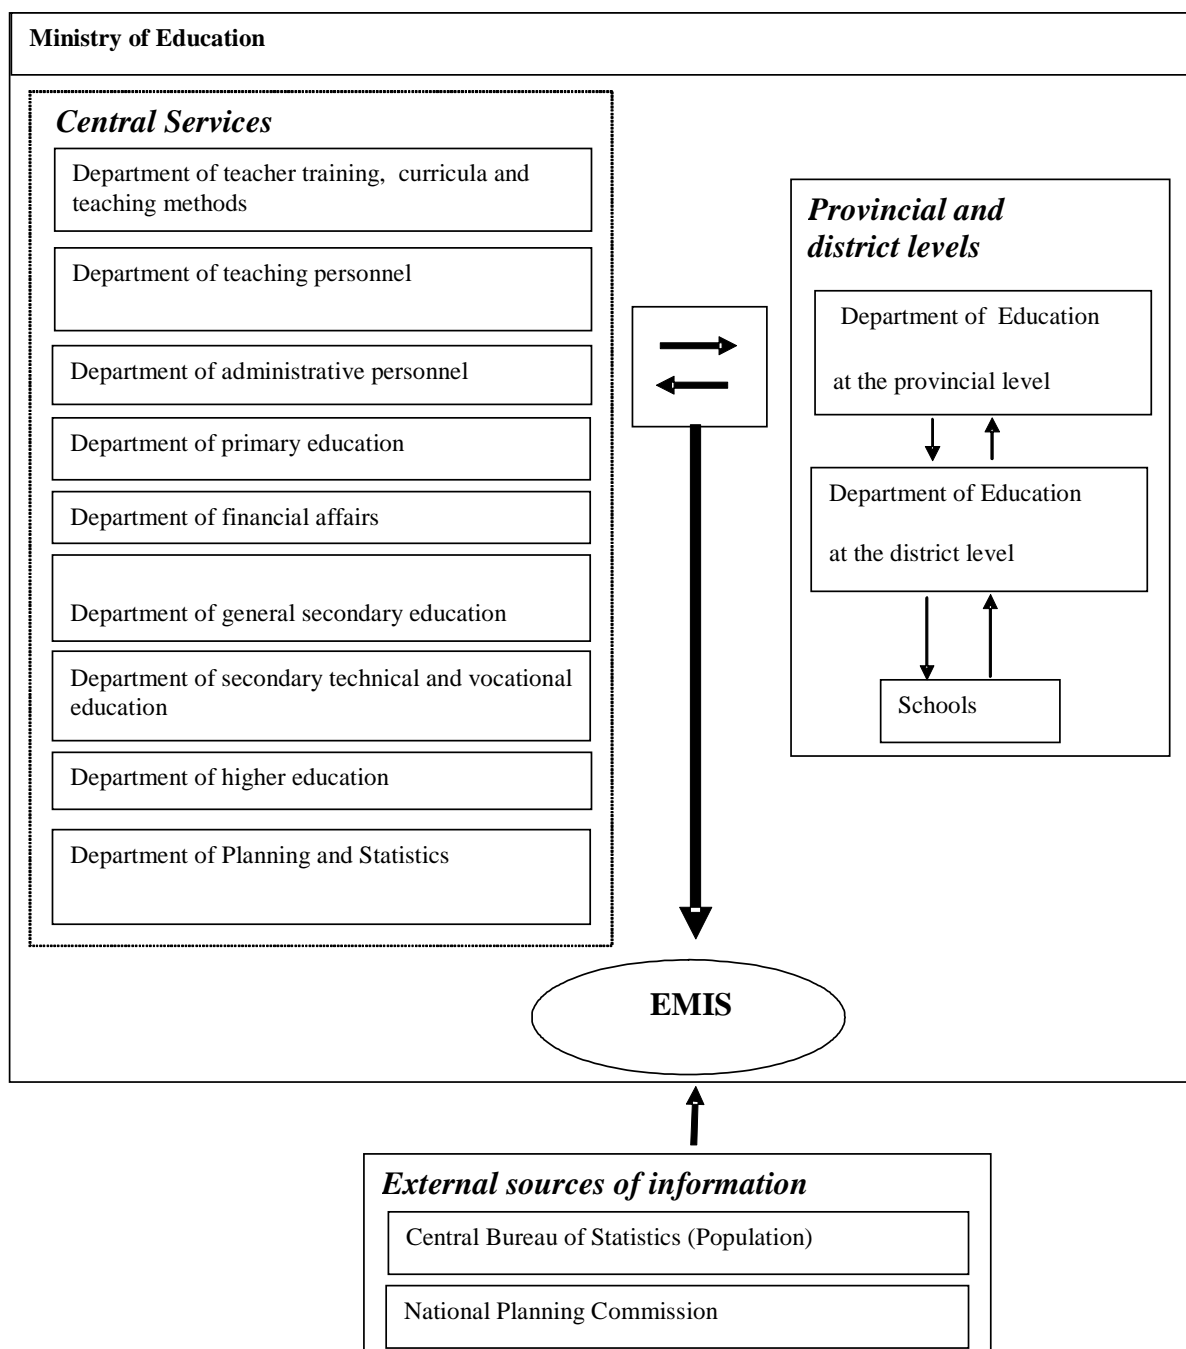 Ministry of Education
Central Services
Department of teacher training, curricula and
teaching methods
Department of teaching personnel
Department of administrative personnel
Department of primary education
Department of financial affairs
Department of general secondary education
Department of secondary technical and vocational
education
Department of higher education
Department of Planning and Statistics
Provincial and
district levels
Department of Education
at the provincial level
Department of Education
at the district level
Schools
EMIS
External sources of information
Central Bureau of Statistics (Population)
National Planning Commission